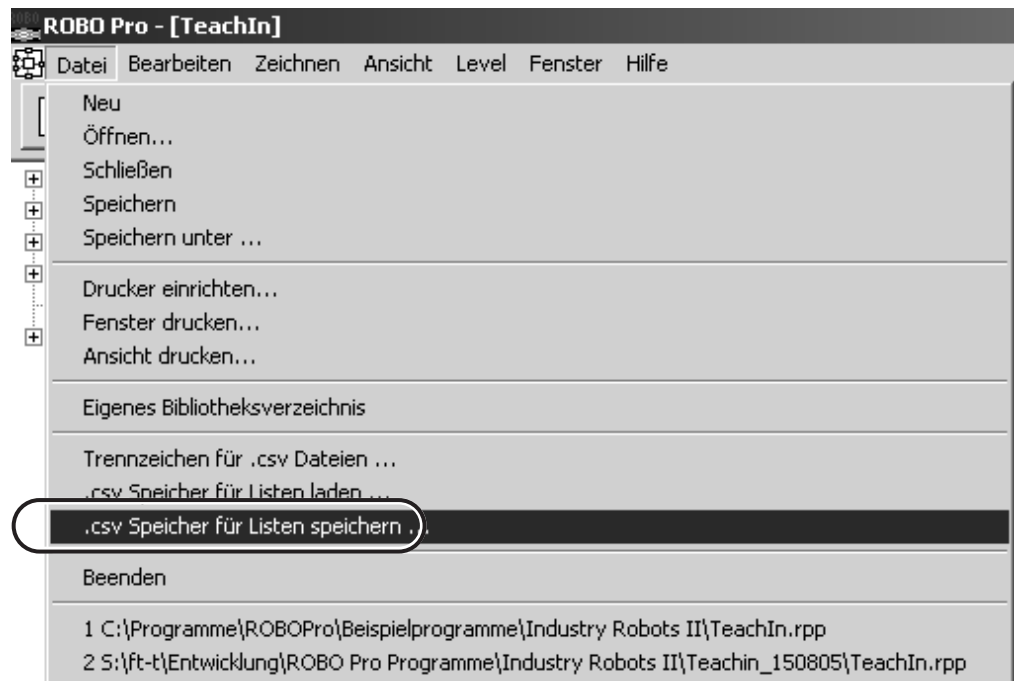 ROBO Pro - [TeachIn]
Datei Bearbeiten Zeichnen Ansicht Level Fenster Hilfe
Neu
Öffnen...
Schließen
Speichern
Speichern unter ...
Drucker einrichten...
Fenster drucken...
Ansicht drucken...
Eigenes Bibliotheksverzeichnis
Trennzeichen für .csv Dateien ...
.csv Speicher für Listen laden ...
.csv Speicher für Listen speichern ...
Beenden
1 C:\Programme\ROBOPro\Beispielprogramme\Industry Robots II\TeachIn.rpp
2 S:\ft-t\Entwicklung\ROBO Pro Programme\Industry Robots II\Teachin_150805\TeachIn.rpp